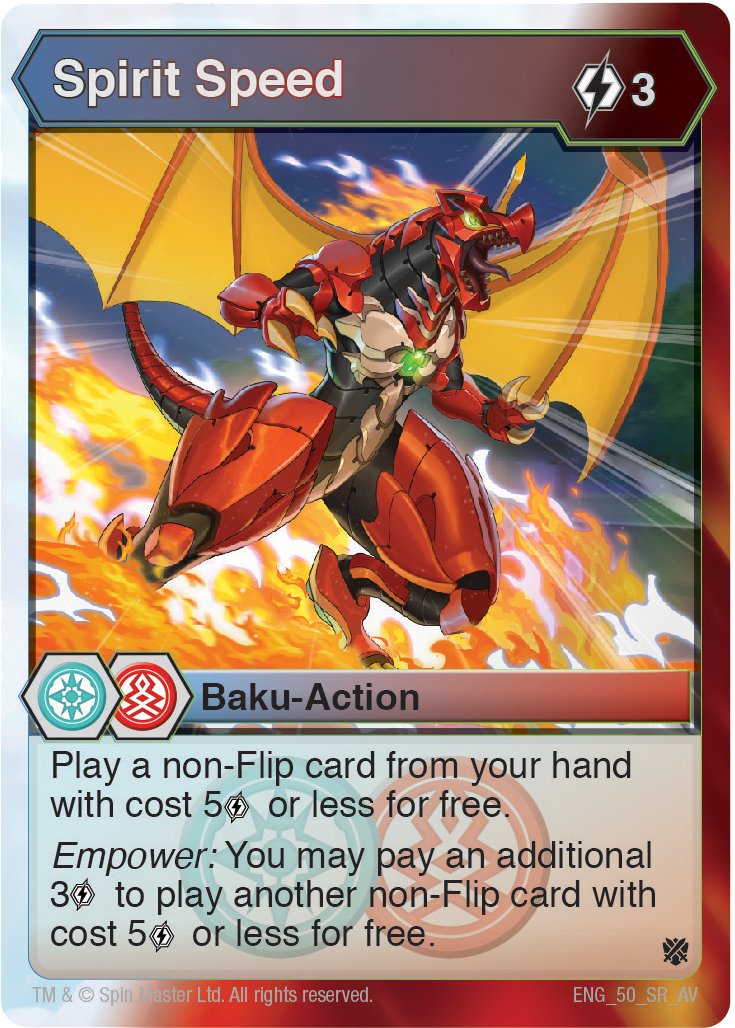 Spirit Speed
3
Baku-Action
Play a non-Flip card from your hand
with cost 5 or less for free.
Empower: You may pay an additional
3 to play another non-Flip card with
cost 5 or less for free.
TM & © Spin Master Ltd. All rights reserved.
ENG_50_SR_AV